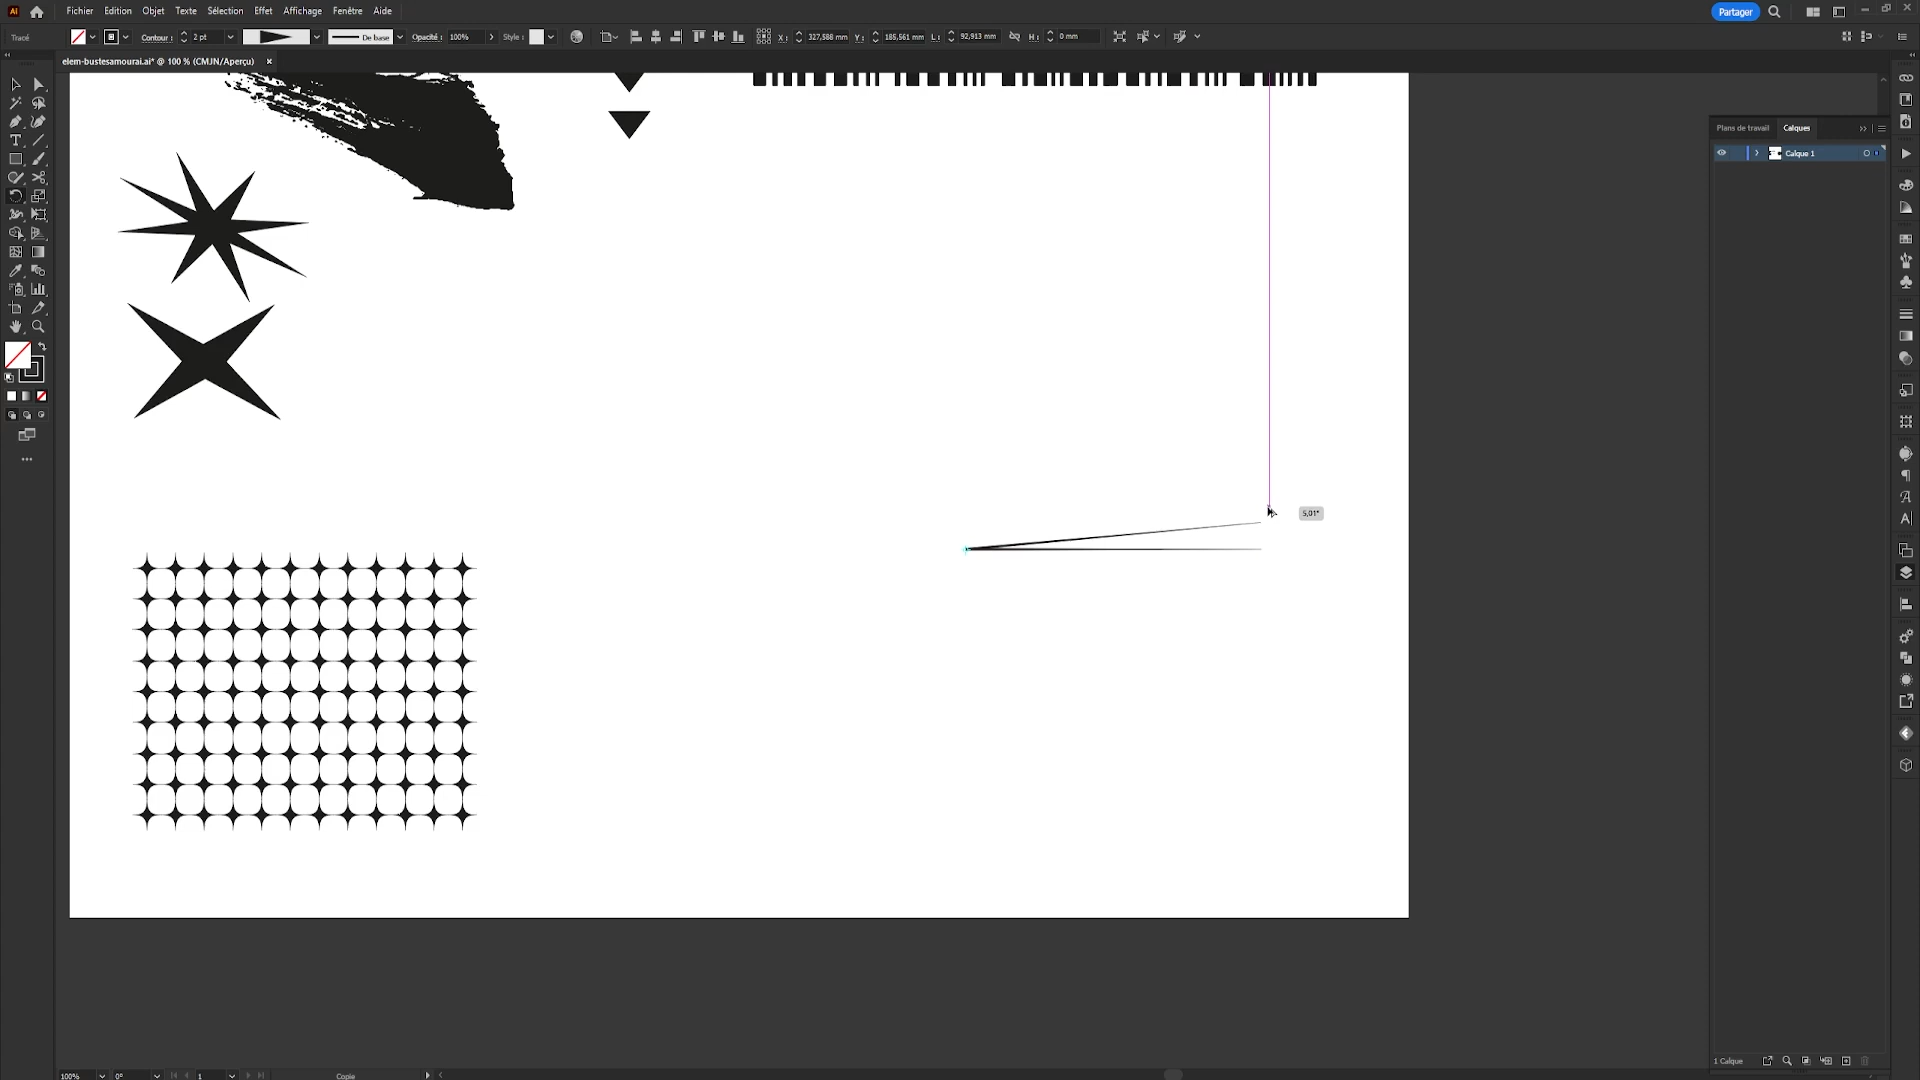 Ai
Fichier Edition Objet Texte Sélection Effet Affichage Fenêtre Aide
Partager
Tracé Contour : 2 pt De base Opacité : 100% Style : X : 327,588 mm Y : 185,561 mm L : 92,913 mm H : 0 mm
elem-bustesamourai.ai* @ 100 % (CMJN/Aperçu) ×
Plans de travail Calques
Calque 1
5,01°
1 Calque
100% 0° 1 Copie